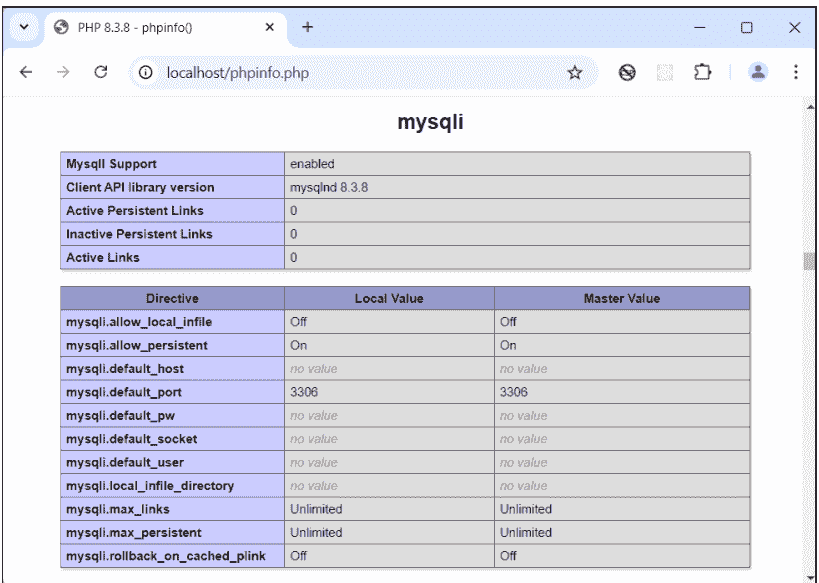 PHP 8.3.8 - phpinfo()
localhost/phpinfo.php
mysqli
MysqlI Support enabled
Client API library version mysqlnd 8.3.8
Active Persistent Links 0
Inactive Persistent Links 0
Active Links 0
Directive Local Value Master Value
mysqli.allow_local_infile Off Off
mysqli.allow_persistent On On
mysqli.default_host no value no value
mysqli.default_port 3306 3306
mysqli.default_pw no value no value
mysqli.default_socket no value no value
mysqli.default_user no value no value
mysqli.local_infile_directory no value no value
mysqli.max_links Unlimited Unlimited
mysqli.max_persistent Unlimited Unlimited
mysqli.rollback_on_cached_plink Off Off